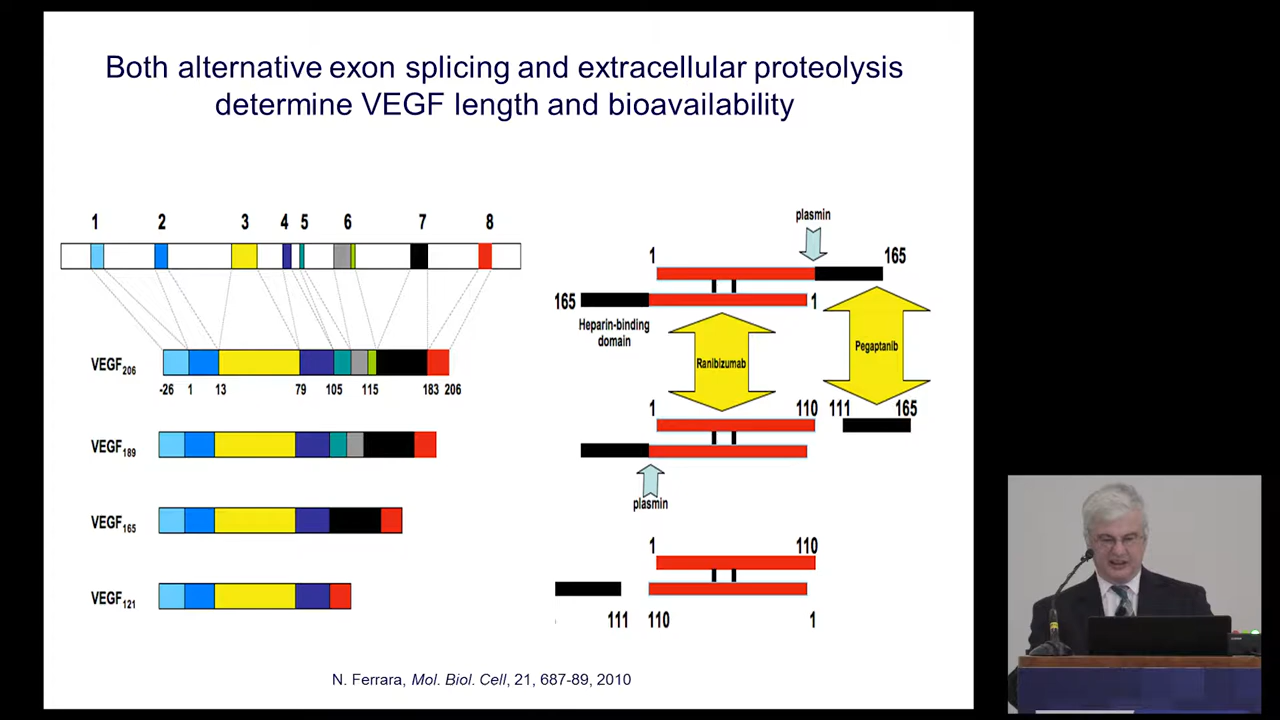 Both alternative exon splicing and extracellular proteolysis
determine VEGF length and bioavailability
1 2 3 4 5 6 7 8
VEGF206
-26 1 13 79 105 115 183 206
VEGF189
VEGF165
VEGF121
plasmin
1 165
165 1
Heparin-binding
domain
Ranibizumab
Pegaptanib
1 110 111 165
plasmin
1 110
111 110 1
N. Ferrara, Mol. Biol. Cell, 21, 687-89, 2010